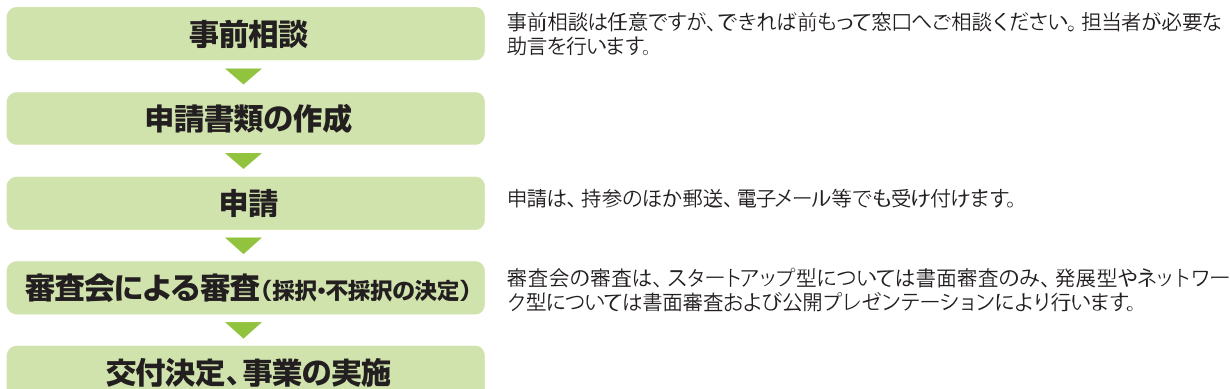 事前相談
事前相談は任意ですが、できれば前もって窓口へご相談ください。担当者が必要な
助言を行います。
申請書類の作成
申請
申請は、持参のほか郵送、電子メール等でも受け付けます。
審査会による審査(採択・不採択の決定)
審査会の審査は、スタートアップ型については書面審査のみ、発展型やネットワー
ク型については書面審査および公開プレゼンテーションにより行います。
交付決定、事業の実施